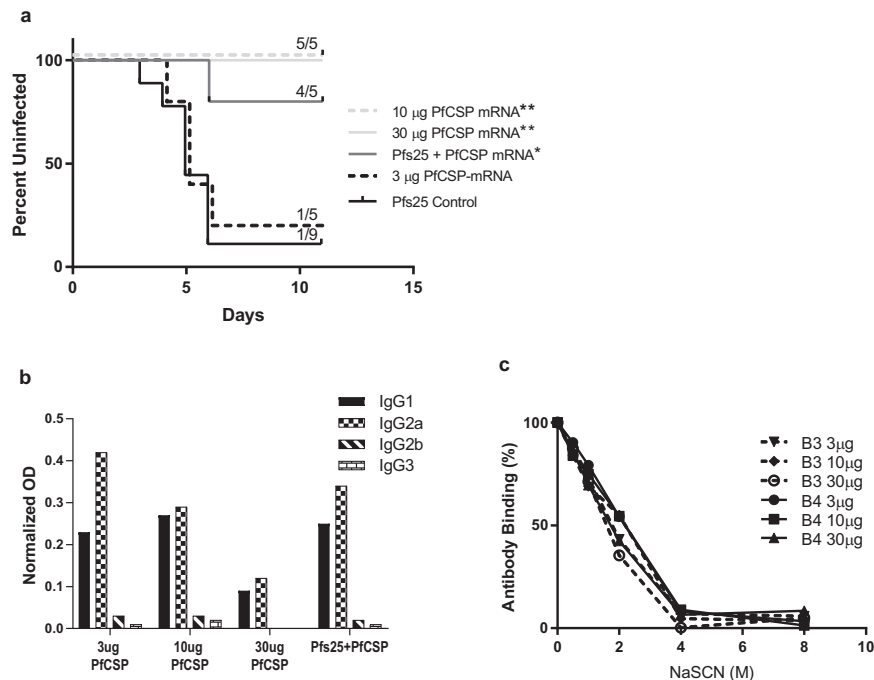 a
Percent Uninfected
100
50
0
0
5
10
15
Days
5/5
4/5
1/5
1/9
10 μg PfCSP mRNA**
30 μg PfCSP mRNA**
Pfs25 + PfCSP mRNA*
3 μg PfCSP-mRNA
Pfs25 Control
b
Normalized OD
0.5
0.4
0.3
0.2
0.1
0.0
IgG1
IgG2a
IgG2b
IgG3
3ug PfCSP
10ug PfCSP
30ug PfCSP
Pfs25+PfCSP
c
Antibody Binding (%)
100
50
0
0
2
4
6
8
10
NaSCN (M)
B3 3μg
B3 10μg
B3 30μg
B4 3μg
B4 10μg
B4 30μg